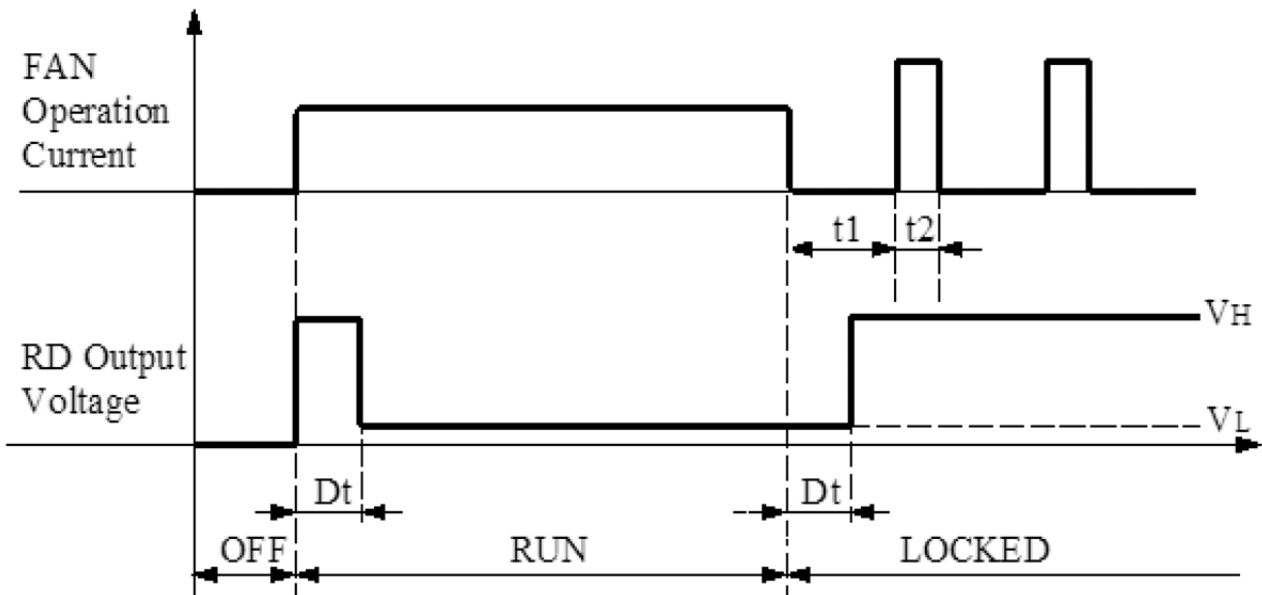 FAN
Operation
Current
t1
t2
VH
RD Output
Voltage
VL
Dt
Dt
OFF
RUN
LOCKED